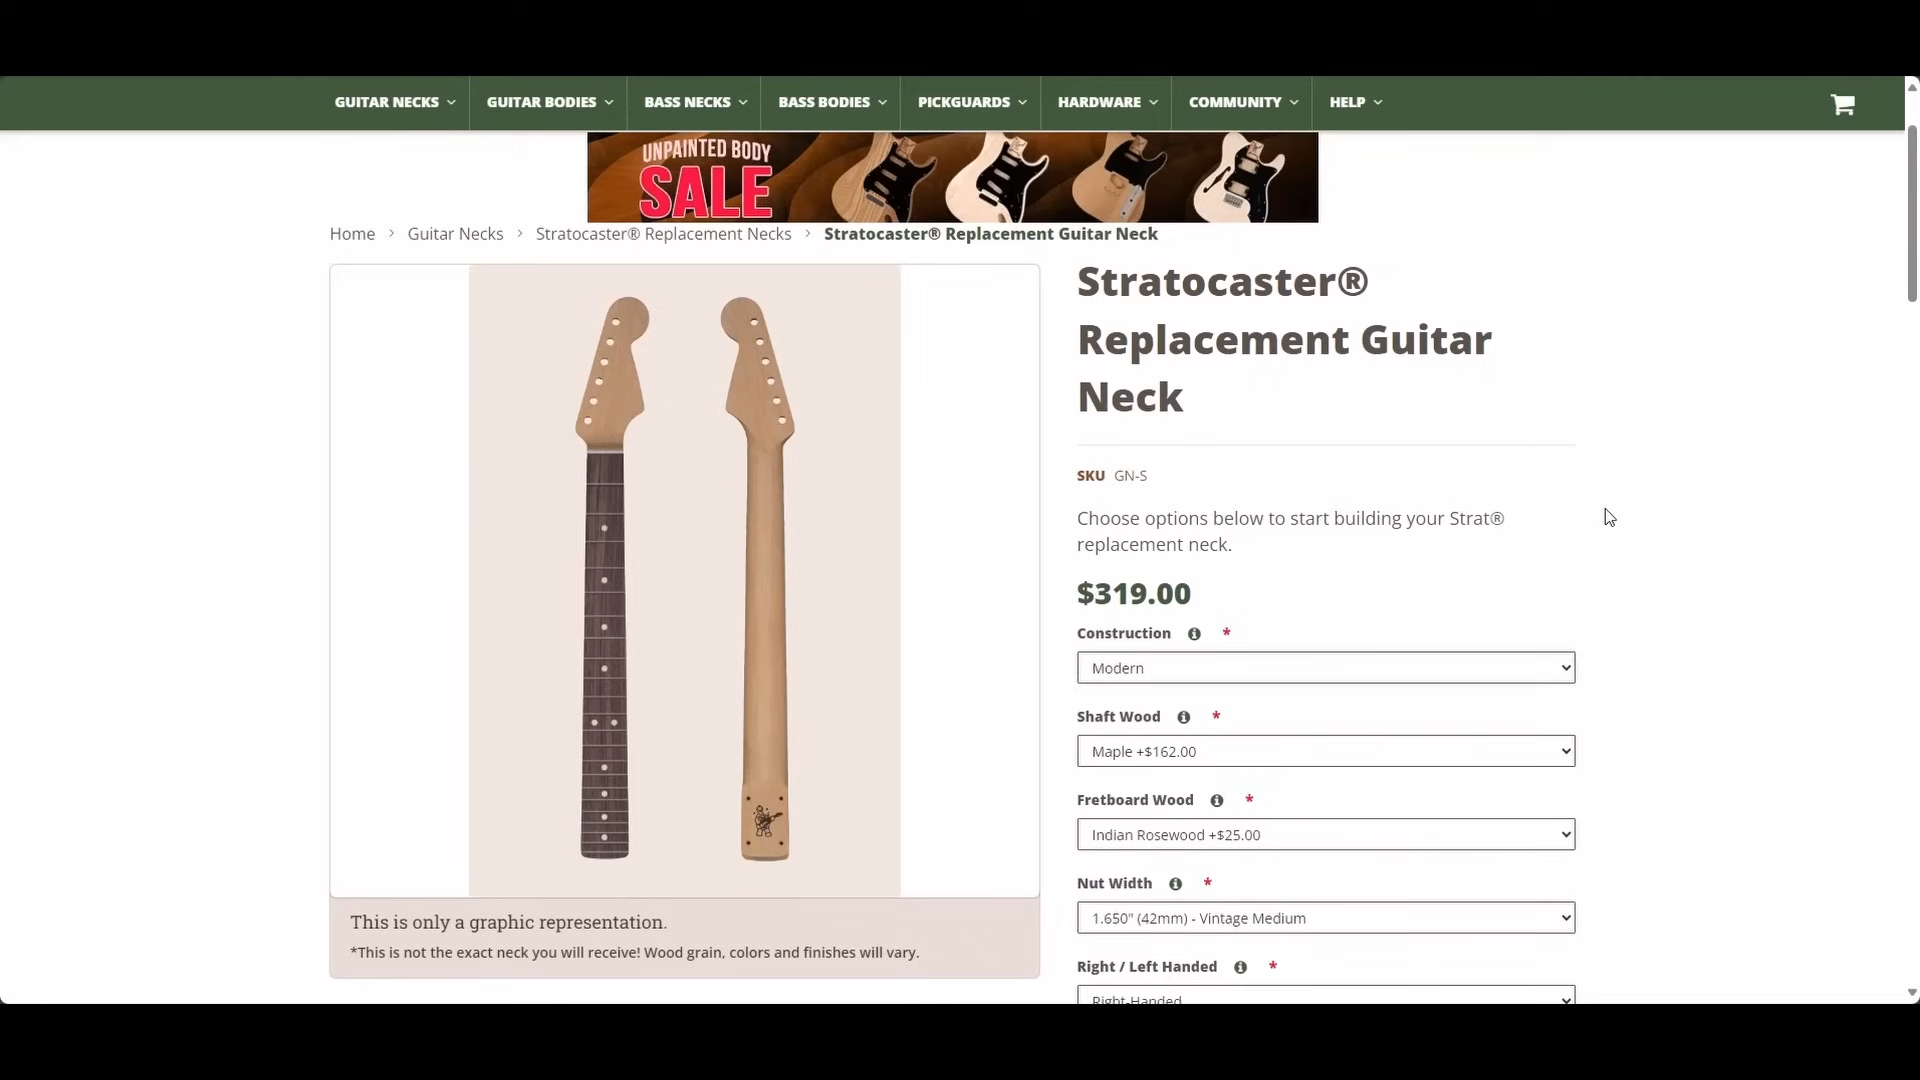 GUITAR NECKS
GUITAR BODIES
BASS NECKS
BASS BODIES
PICKGUARDS
HARDWARE
COMMUNITY
HELP
UNPAINTED BODY
SALE
Home > Guitar Necks > Stratocaster® Replacement Necks > Stratocaster® Replacement Guitar Neck
Stratocaster®
Replacement Guitar
Neck
SKU GN-S
Choose options below to start building your Strat®
replacement neck.
$319.00
Construction *
Modern
Shaft Wood *
Maple +$162.00
Fretboard Wood *
Indian Rosewood +$25.00
Nut Width *
1.650" (42mm) - Vintage Medium
Right / Left Handed *
Right-Handed
This is only a graphic representation.
*This is not the exact neck you will receive! Wood grain, colors and finishes will vary.